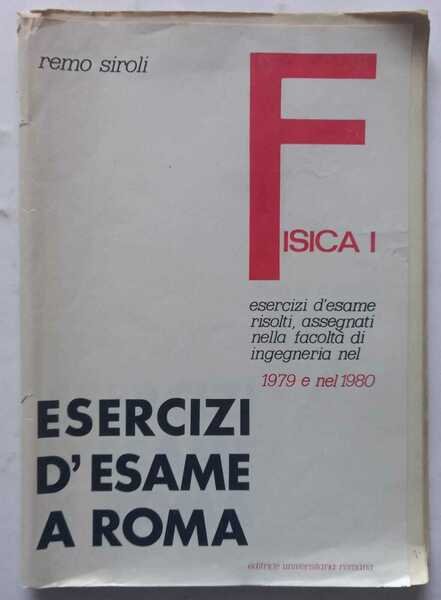 remo siroli
FISICA I
esercizi d'esame
risolti, assegnati
nella facoltà di
ingegneria nel
1979 e nel 1980
ESERCIZI
D'ESAME
A ROMA
editrice universitaria romana